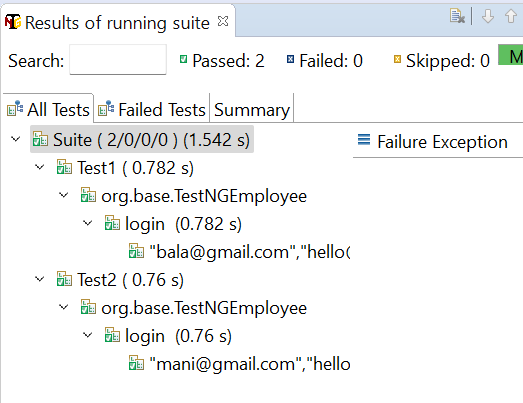 Results of running suite
Search: Passed: 2 Failed: 0 Skipped: 0 M
All Tests Failed Tests Summary
Suite ( 2/0/0/0 ) (1.542 s)
Failure Exception
Test1 ( 0.782 s)
org.base.TestNGEmployee
login (0.782 s)
"bala@gmail.com","hello(
Test2 ( 0.76 s)
org.base.TestNGEmployee
login (0.76 s)
"mani@gmail.com","hello